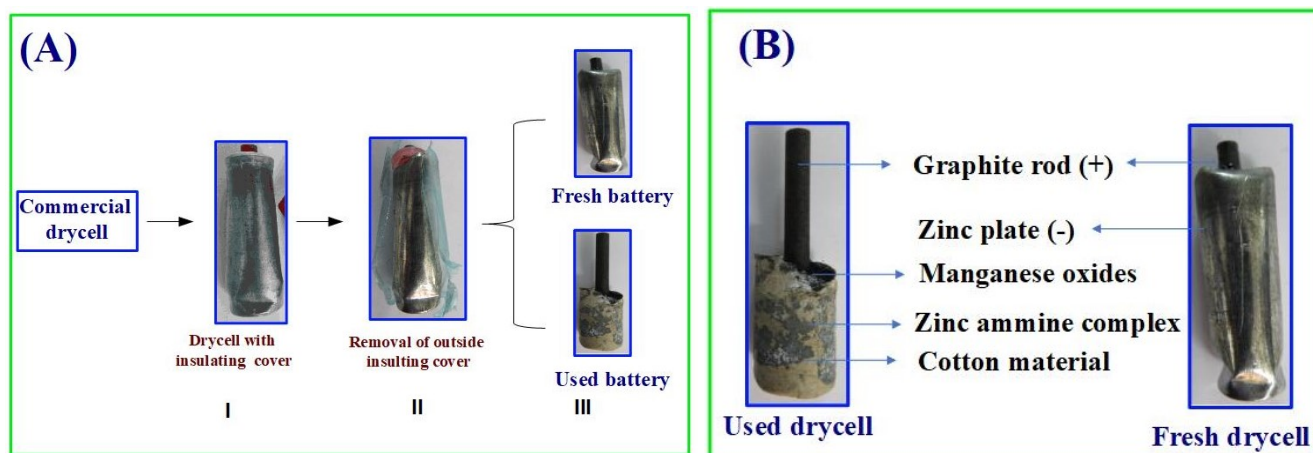 (A)
Commercial
drycell
Drycell with
insulating cover
I
Removal of outside
insulting cover
II
Fresh battery
Used battery
III
(B)
Graphite rod (+)
Zinc plate (-)
Manganese oxides
Zinc ammine complex
Cotton material
Used drycell
Fresh drycell